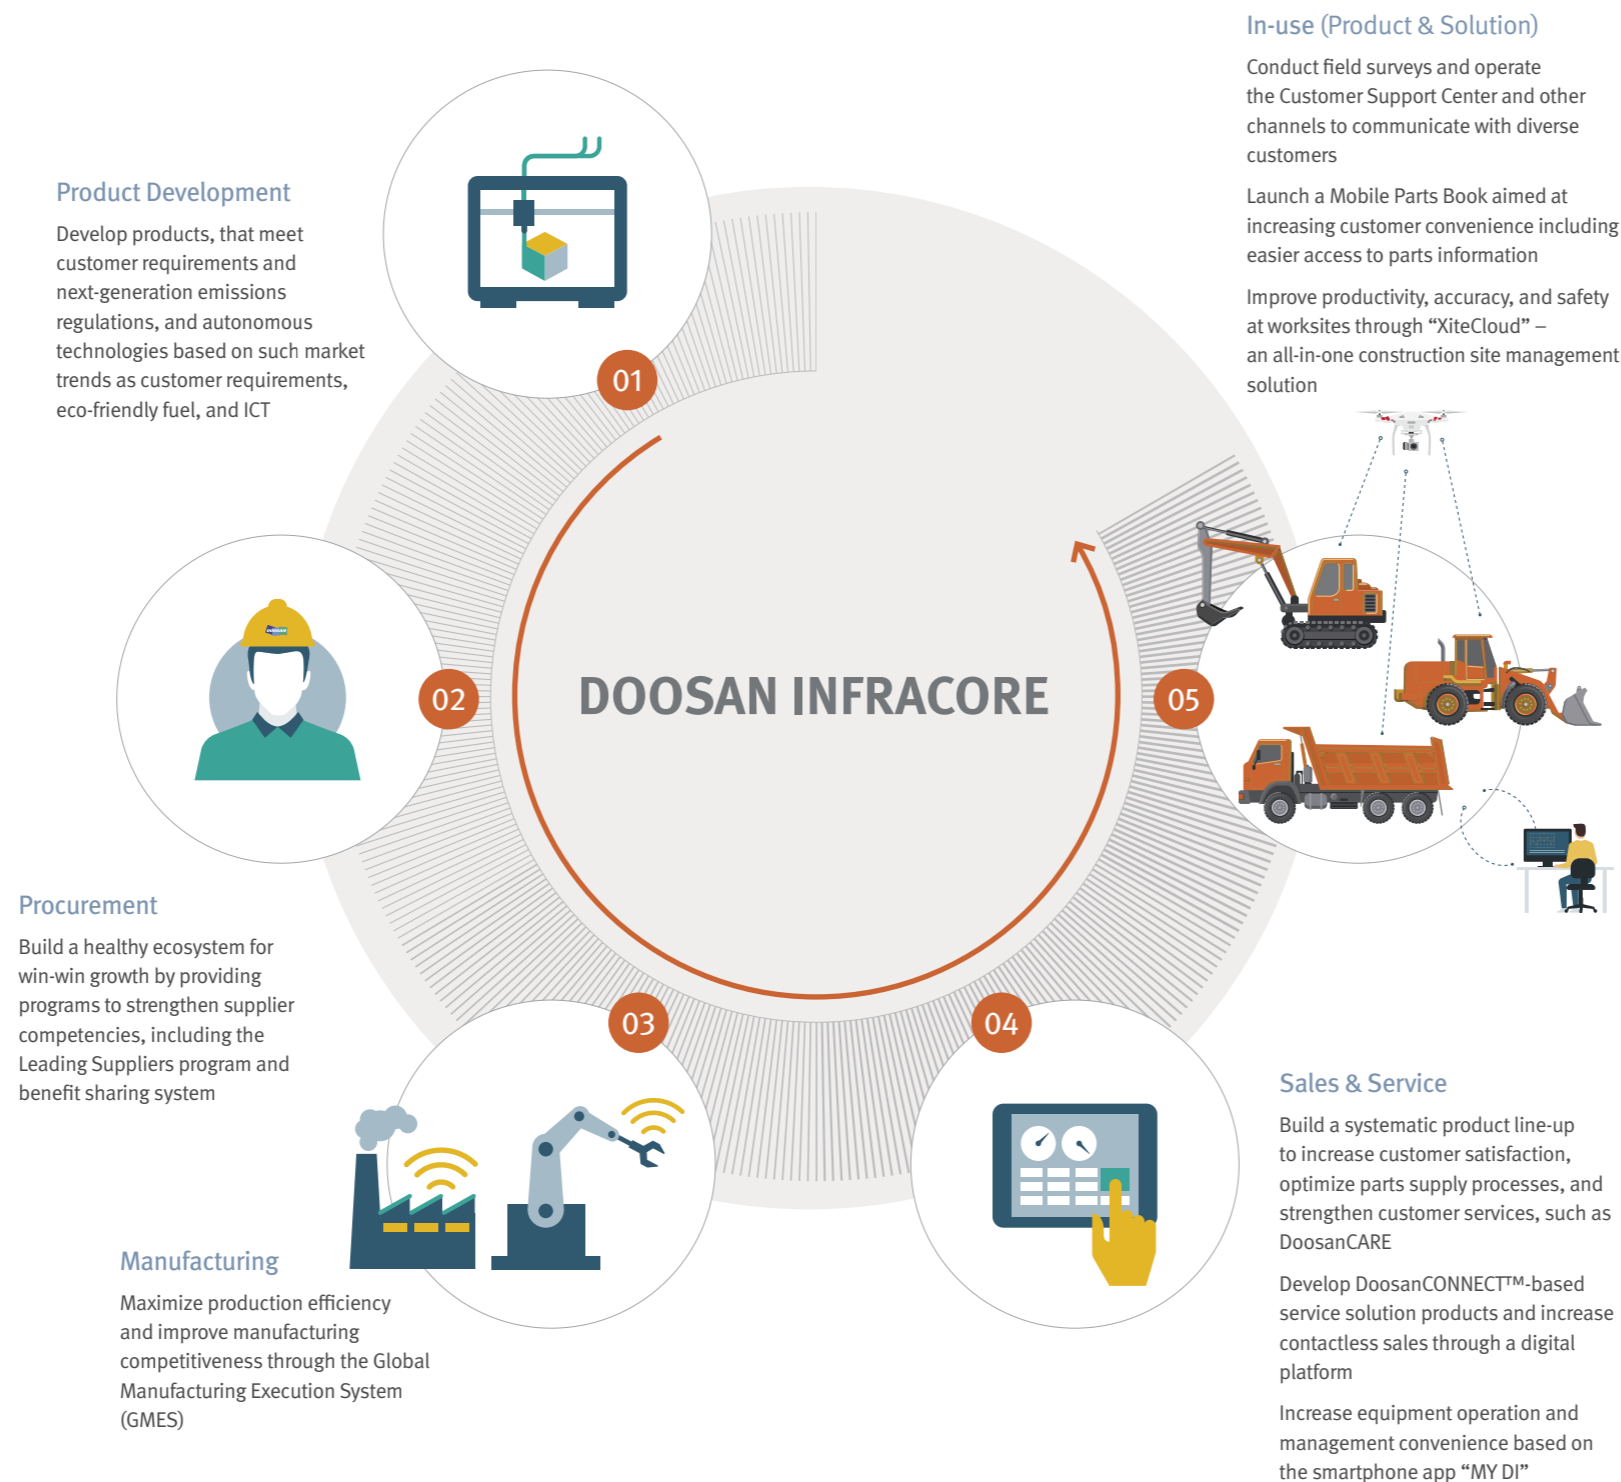 Product Development
Develop products, that meet
customer requirements and
next-generation emissions
regulations, and autonomous
technologies based on such market
trends as customer requirements,
eco-friendly fuel, and ICT
01
DOOSAN
02
Procurement
Build a healthy ecosystem for
win-win growth by providing
programs to strengthen supplier
competencies, including the
Leading Suppliers program and
benefit sharing system
03
Manufacturing
Maximize production efficiency
and improve manufacturing
competitiveness through the Global
Manufacturing Execution System
(GMES)
DOOSAN INFRACORE
04
Sales & Service
Build a systematic product line-up
to increase customer satisfaction,
optimize parts supply processes, and
strengthen customer services, such as
DoosanCARE
Develop DoosanCONNECT™-based
service solution products and increase
contactless sales through a digital
platform
Increase equipment operation and
management convenience based on
the smartphone app “MY DI”
05
In-use (Product & Solution)
Conduct field surveys and operate
the Customer Support Center and other
channels to communicate with diverse
customers
Launch a Mobile Parts Book aimed at
increasing customer convenience including
easier access to parts information
Improve productivity, accuracy, and safety
at worksites through “XiteCloud” –
an all-in-one construction site management
solution